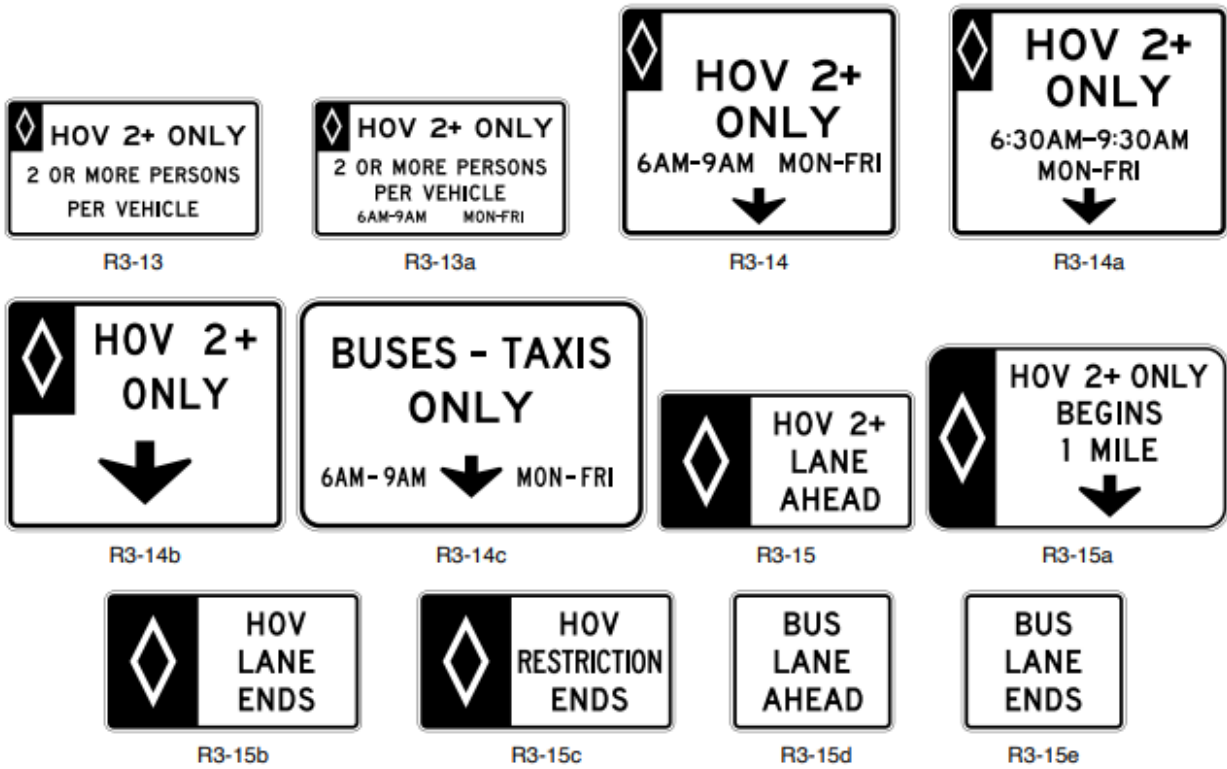 HOV 2+ ONLY
2 OR MORE PERSONS
PER VEHICLE
R3-13
HOV 2+ ONLY
2 OR MORE PERSONS
PER VEHICLE
6AM-9AM MON-FRI
R3-13a
HOV 2+
ONLY
6AM-9AM MON-FRI
R3-14
HOV 2+
ONLY
6:30AM-9:30AM
MON-FRI
R3-14a
HOV 2+
ONLY
R3-14b
BUSES - TAXIS
ONLY
6AM-9AM MON-FRI
R3-14c
HOV 2+
LANE
AHEAD
R3-15
HOV 2+ ONLY
BEGINS
1 MILE
R3-15a
HOV
LANE
ENDS
R3-15b
HOV
RESTRICTION
ENDS
R3-15c
BUS
LANE
AHEAD
R3-15d
BUS
LANE
ENDS
R3-15e